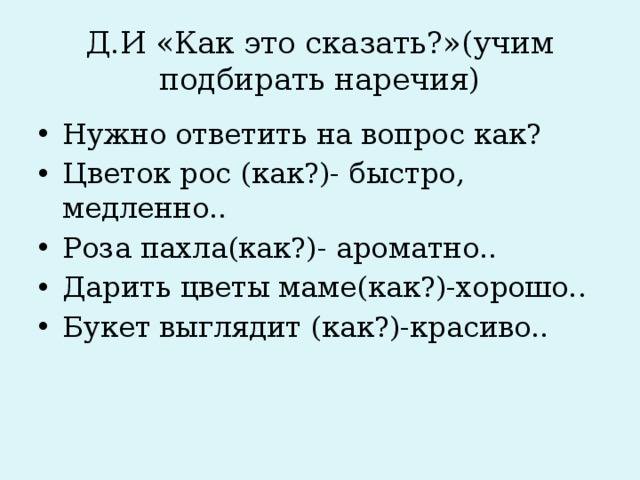 Д.И «Как это сказать?»(учим
подбирать наречия)
• Нужно ответить на вопрос как?
• Цветок рос (как?)- быстро,
медленно..
• Роза пахла(как?)- ароматно..
• Дарить цветы маме(как?)-хорошо..
• Букет выглядит (как?)-красиво..